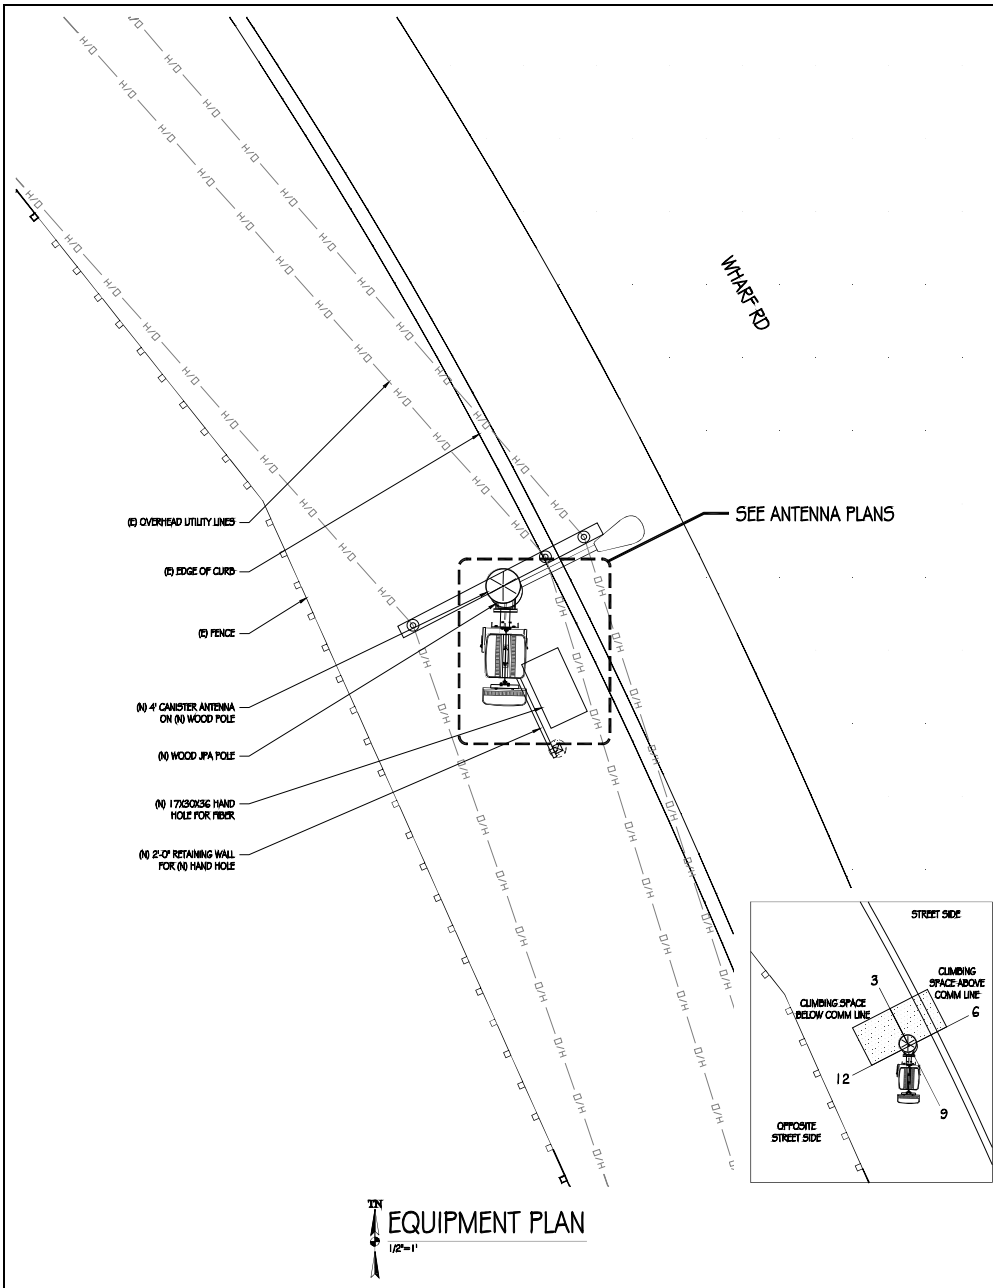 WHARF RD
SEE ANTENNA PLANS
(E) OVERHEAD UTILITY LINES
(E) EDGE OF CURB
(E) FENCE
(N) 4' CANISTER ANTENNA
ON (N) WOOD POLE
(N) WOOD JPA POLE
(N) 17X30X36 HAND
HOLE FOR FIBER
(N) 2'-0" RETAINING WALL
FOR (N) HAND HOLE
STREET SIDE
CLIMBING
SPACE ABOVE
COMM LINE
CLIMBING SPACE
BELOW COMM LINE
3
6
12
9
OPPOSITE
STREET SIDE
TN
EQUIPMENT PLAN
1/2"=1'
O/H O/H O/H O/H O/H O/H O/H O/H O/H O/H O/H O/H